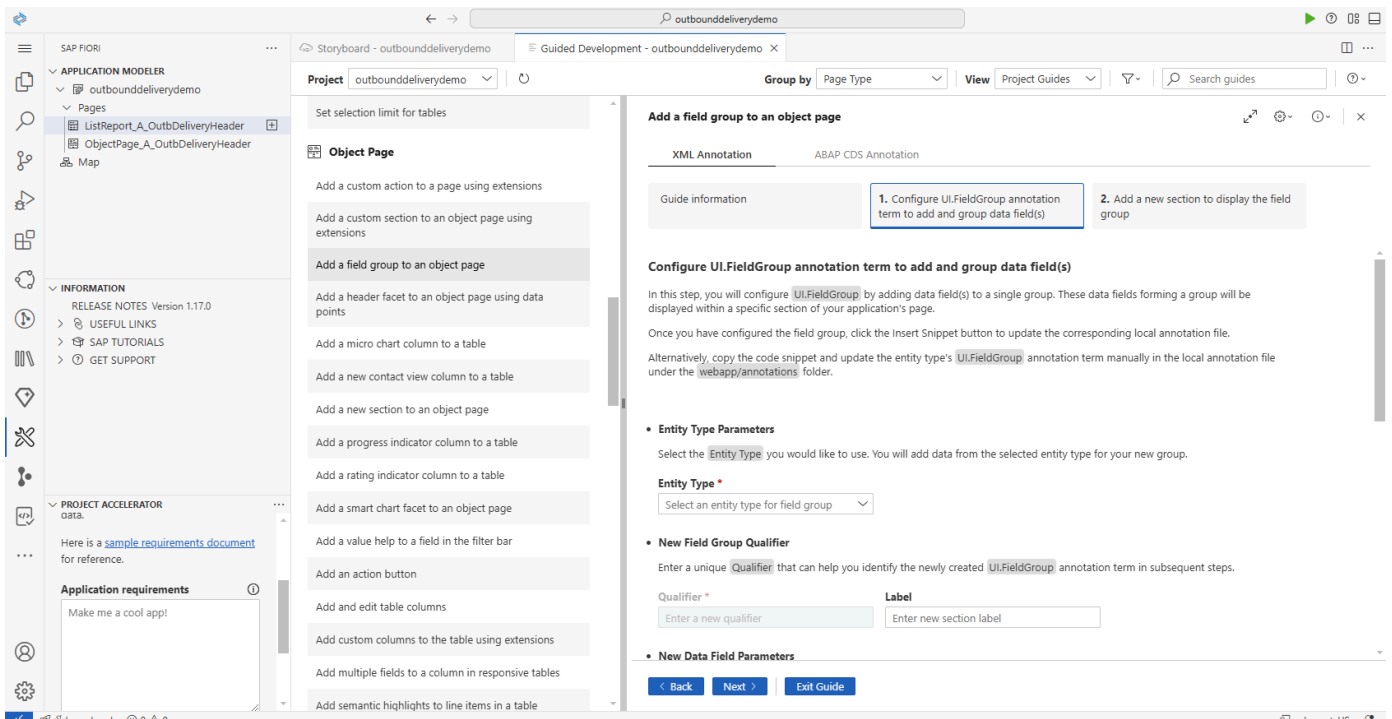 outbounddeliverydemo
SAP FIORI
APPLICATION MODELER
outbounddeliverydemo
Pages
ListReport_A_OutbDeliveryHeader
ObjectPage_A_OutbDeliveryHeader
Map
INFORMATION
RELEASE NOTES Version 1.17.0
USEFUL LINKS
SAP TUTORIALS
GET SUPPORT
PROJECT ACCELERATOR
data.
Here is a sample requirements document
for reference.
Application requirements
Make me a cool app!
Storyboard - outbounddeliverydemo
Guided Development - outbounddeliverydemo
Project outbounddeliverydemo
Group by Page Type
View Project Guides
Search guides
Set selection limit for tables
Object Page
Add a custom action to a page using extensions
Add a custom section to an object page using
extensions
Add a field group to an object page
Add a header facet to an object page using data
points
Add a micro chart column to a table
Add a new contact view column to a table
Add a new section to an object page
Add a progress indicator column to a table
Add a rating indicator column to a table
Add a smart chart facet to an object page
Add a value help to a field in the filter bar
Add an action button
Add and edit table columns
Add custom columns to the table using extensions
Add multiple fields to a column in responsive tables
Add semantic highlights to line items in a table
Add a field group to an object page
XML Annotation
ABAP CDS Annotation
Guide information
1. Configure UI.FieldGroup annotation
term to add and group data field(s)
2. Add a new section to display the field
group
Configure UI.FieldGroup annotation term to add and group data field(s)
In this step, you will configure UI.FieldGroup by adding data field(s) to a single group. These data fields forming a group will be
displayed within a specific section of your application's page.
Once you have configured the field group, click the Insert Snippet button to update the corresponding local annotation file.
Alternatively, copy the code snippet and update the entity type's UI.FieldGroup annotation term manually in the local annotation file
under the webapp/annotations folder.
• Entity Type Parameters
Select the Entity Type you would like to use. You will add data from the selected entity type for your new group.
Entity Type *
Select an entity type for field group
• New Field Group Qualifier
Enter a unique Qualifier that can help you identify the newly created UI.FieldGroup annotation term in subsequent steps.
Qualifier *
Label
Enter a new qualifier
Enter new section label
• New Data Field Parameters
< Back
Next >
Exit Guide